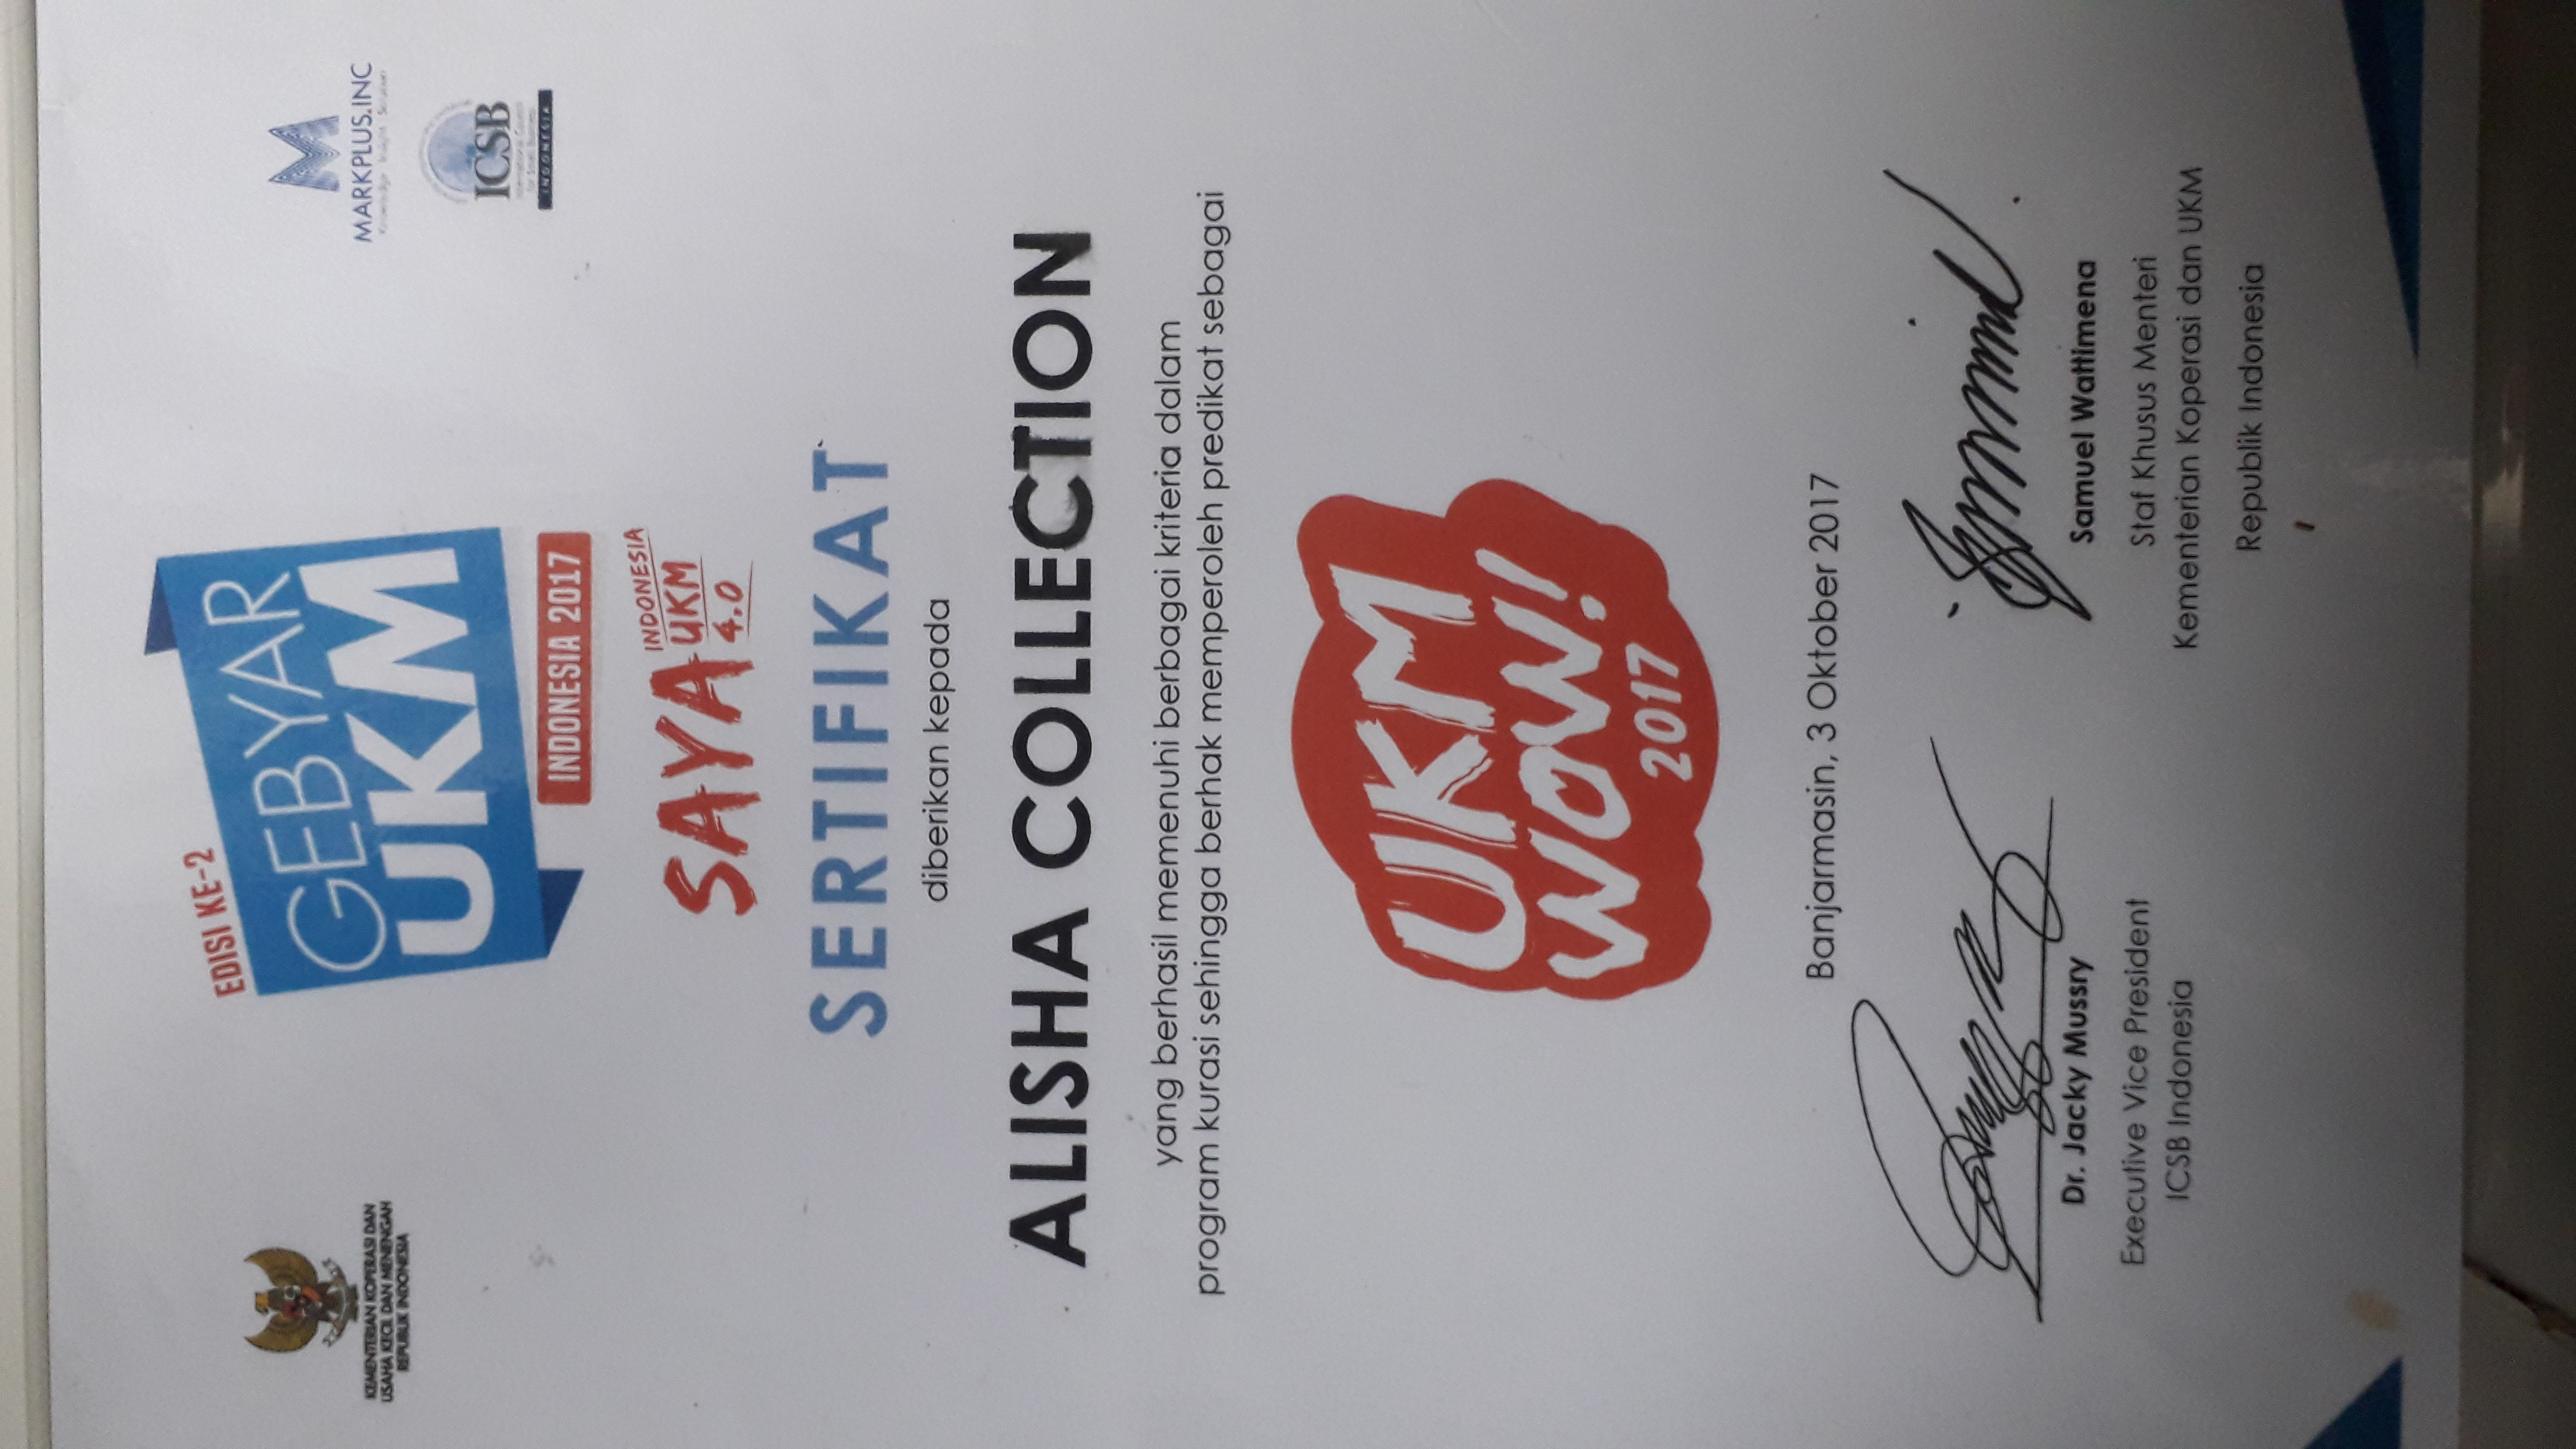 EDISI KE-2
GEBYAR
UKM
INDONESIA 2017
KEMENTERIAN KOPERASI DAN
USAHA KECIL DAN MENENGAH
REPUBLIK INDONESIA
MARKPLUS.INC
Knowledge Insight Solution
ICSB
International Council
for Small Business
INDONESIA
SAYA INDONESIA
UKM
4.0
SERTIFIKAT
diberikan kepada
ALISHA COLLECTION
yang berhasil memenuhi berbagai kriteria dalam
program kurasi sehingga berhak memperoleh predikat sebagai
UKM
WOW!
2017
Banjarmasin, 3 Oktober 2017
Dr. Jacky Mussry
Executive Vice President
ICSB Indonesia
Samuel Wattimena
Staf Khusus Menteri
Kementerian Koperasi dan UKM
Republik Indonesia